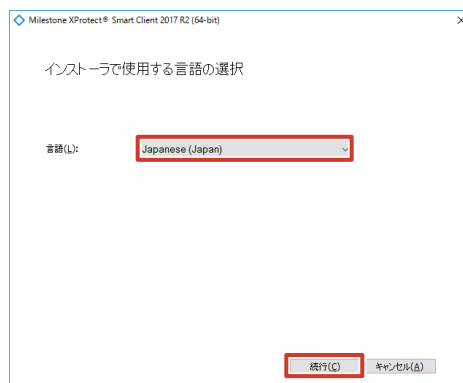 Milestone XProtect® Smart Client 2017 R2 (64-bit)
インストーラで使用する言語の選択
言語(L): Japanese (Japan)
続行(C) キャンセル(A)